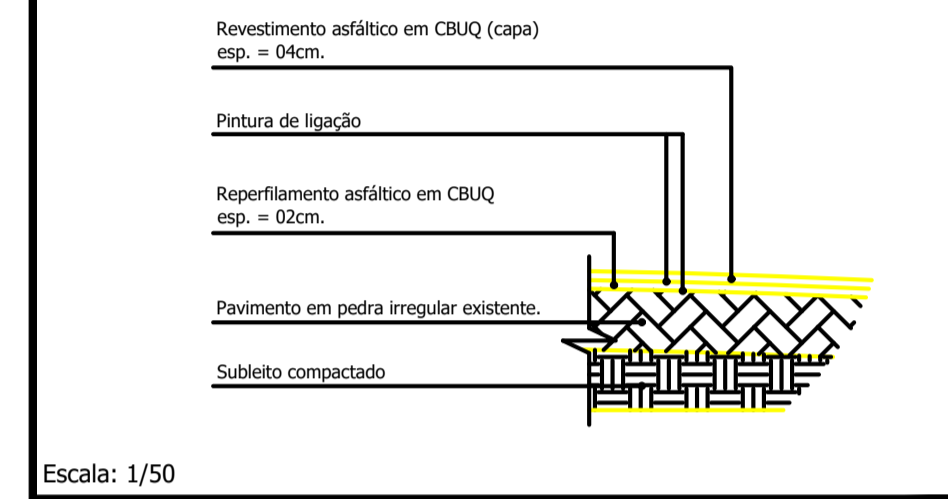 Revestimento asfáltico em CBUQ (capa)
esp. = 04cm.
Pintura de ligação
Reperfilamento asfáltico em CBUQ
esp. = 02cm.
Pavimento em pedra irregular existente.
Subleito compactado
Escala: 1/50